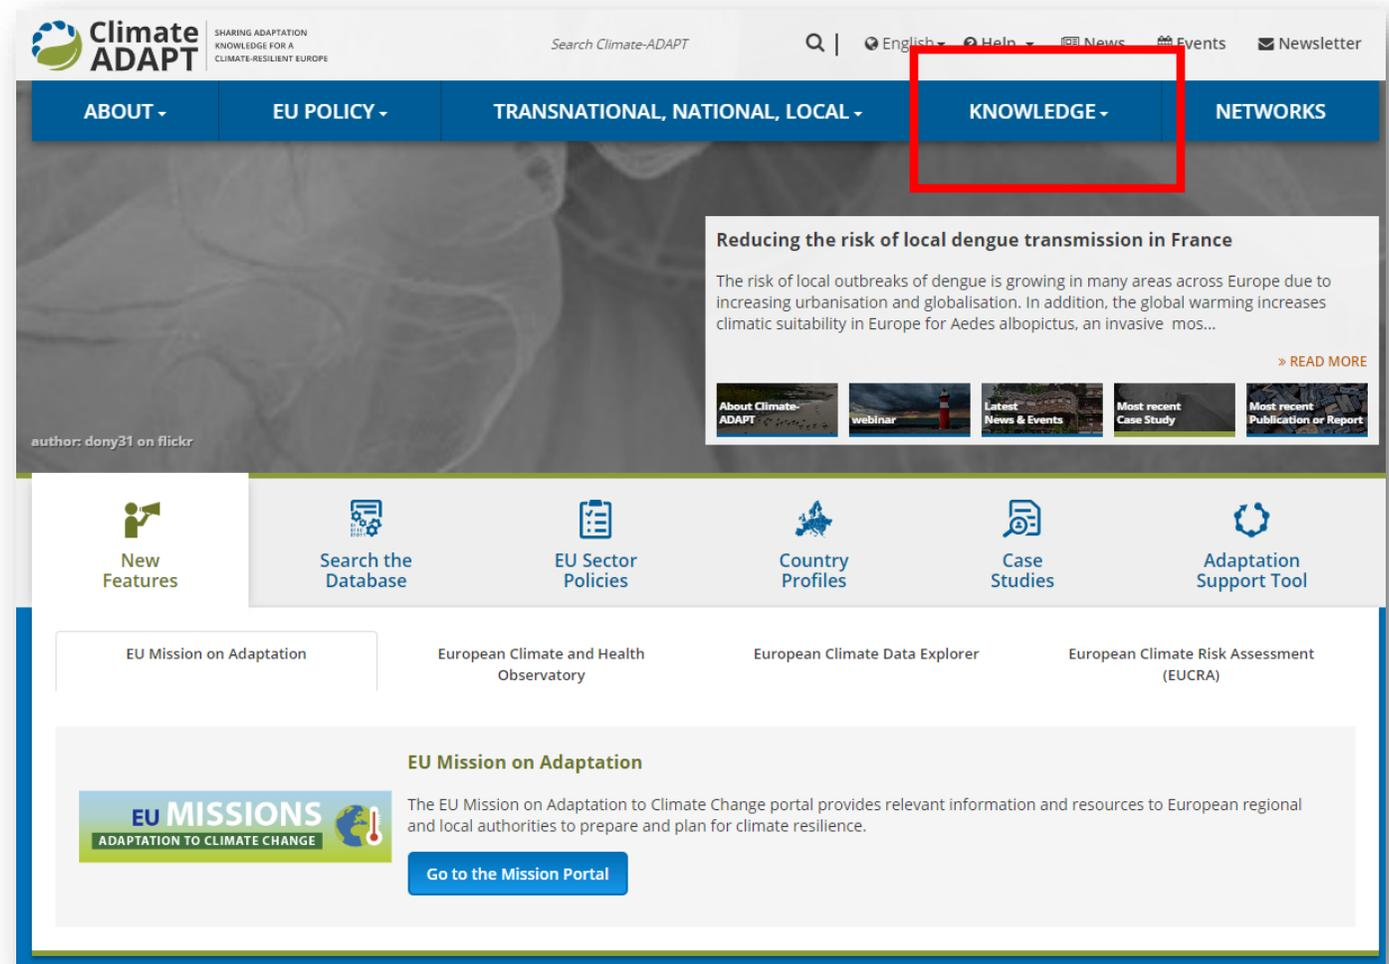 Climate
ADAPT
SHARING ADAPTATION
KNOWLEDGE FOR A
CLIMATE-RESILIENT EUROPE
Search Climate-ADAPT
English
Help
News
Events
Newsletter
ABOUT
EU POLICY
TRANSNATIONAL, NATIONAL, LOCAL
KNOWLEDGE
NETWORKS
Reducing the risk of local dengue transmission in France
The risk of local outbreaks of dengue is growing in many areas across Europe due to
increasing urbanisation and globalisation. In addition, the global warming increases
climatic suitability in Europe for Aedes albopictus, an invasive mos...
» READ MORE
About Climate-
ADAPT
webinar
Latest
News & Events
Most recent
Case Study
Most recent
Publication or Report
author: dony31 on flickr
New
Features
Search the
Database
EU Sector
Policies
Country
Profiles
Case
Studies
Adaptation
Support Tool
EU Mission on Adaptation
European Climate and Health
Observatory
European Climate Data Explorer
European Climate Risk Assessment
(EUCRA)
EU MISSIONS
ADAPTATION TO CLIMATE CHANGE
EU Mission on Adaptation
The EU Mission on Adaptation to Climate Change portal provides relevant information and resources to European regional
and local authorities to prepare and plan for climate resilience.
Go to the Mission Portal